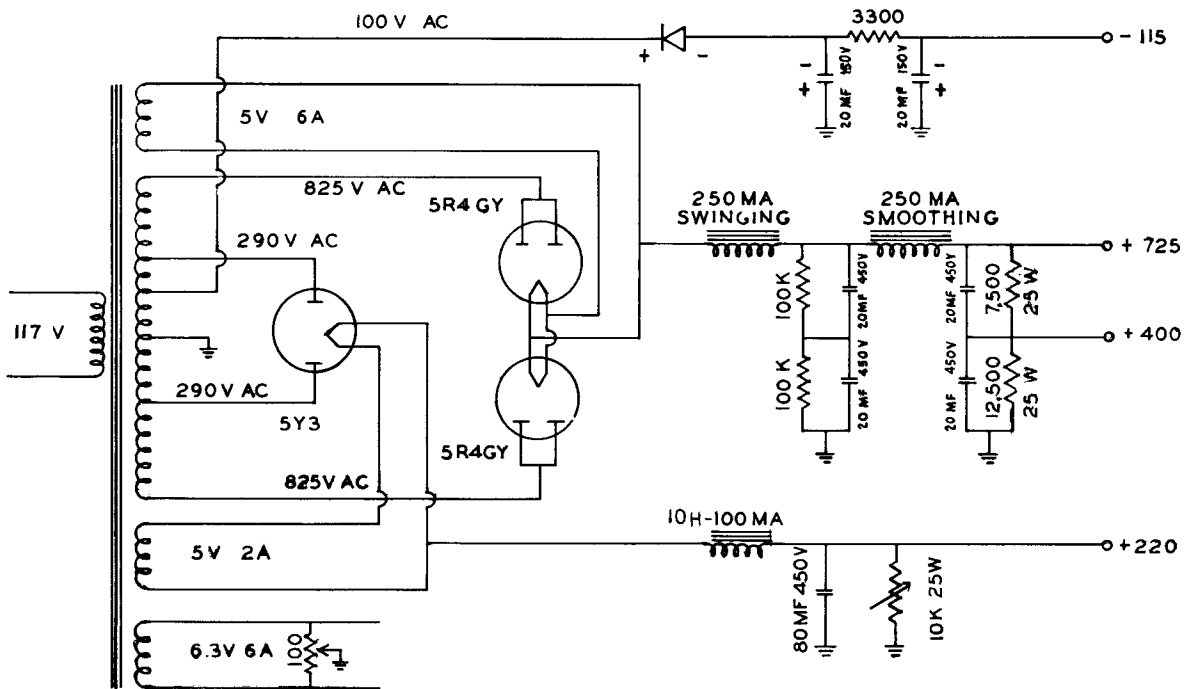 100 V AC
3300
- 115
+ -
-
+
20 MF 150V
-
+
20 MF 150V
5V 6A
825 V AC
5R4 GY
250 MA
SWINGING
250 MA
SMOOTHING
290 V AC
+ 725
100K
20MF 450V
20MF 450V
7,500
25 W
117 V
+ 400
290 V AC
100 K
20 MF 450V
20 MF 450V
12,500
25 W
5Y3
5R4GY
825V AC
10H-100 MA
5V 2A
+220
80MF 450V
10K 25W
6.3V 6A
100